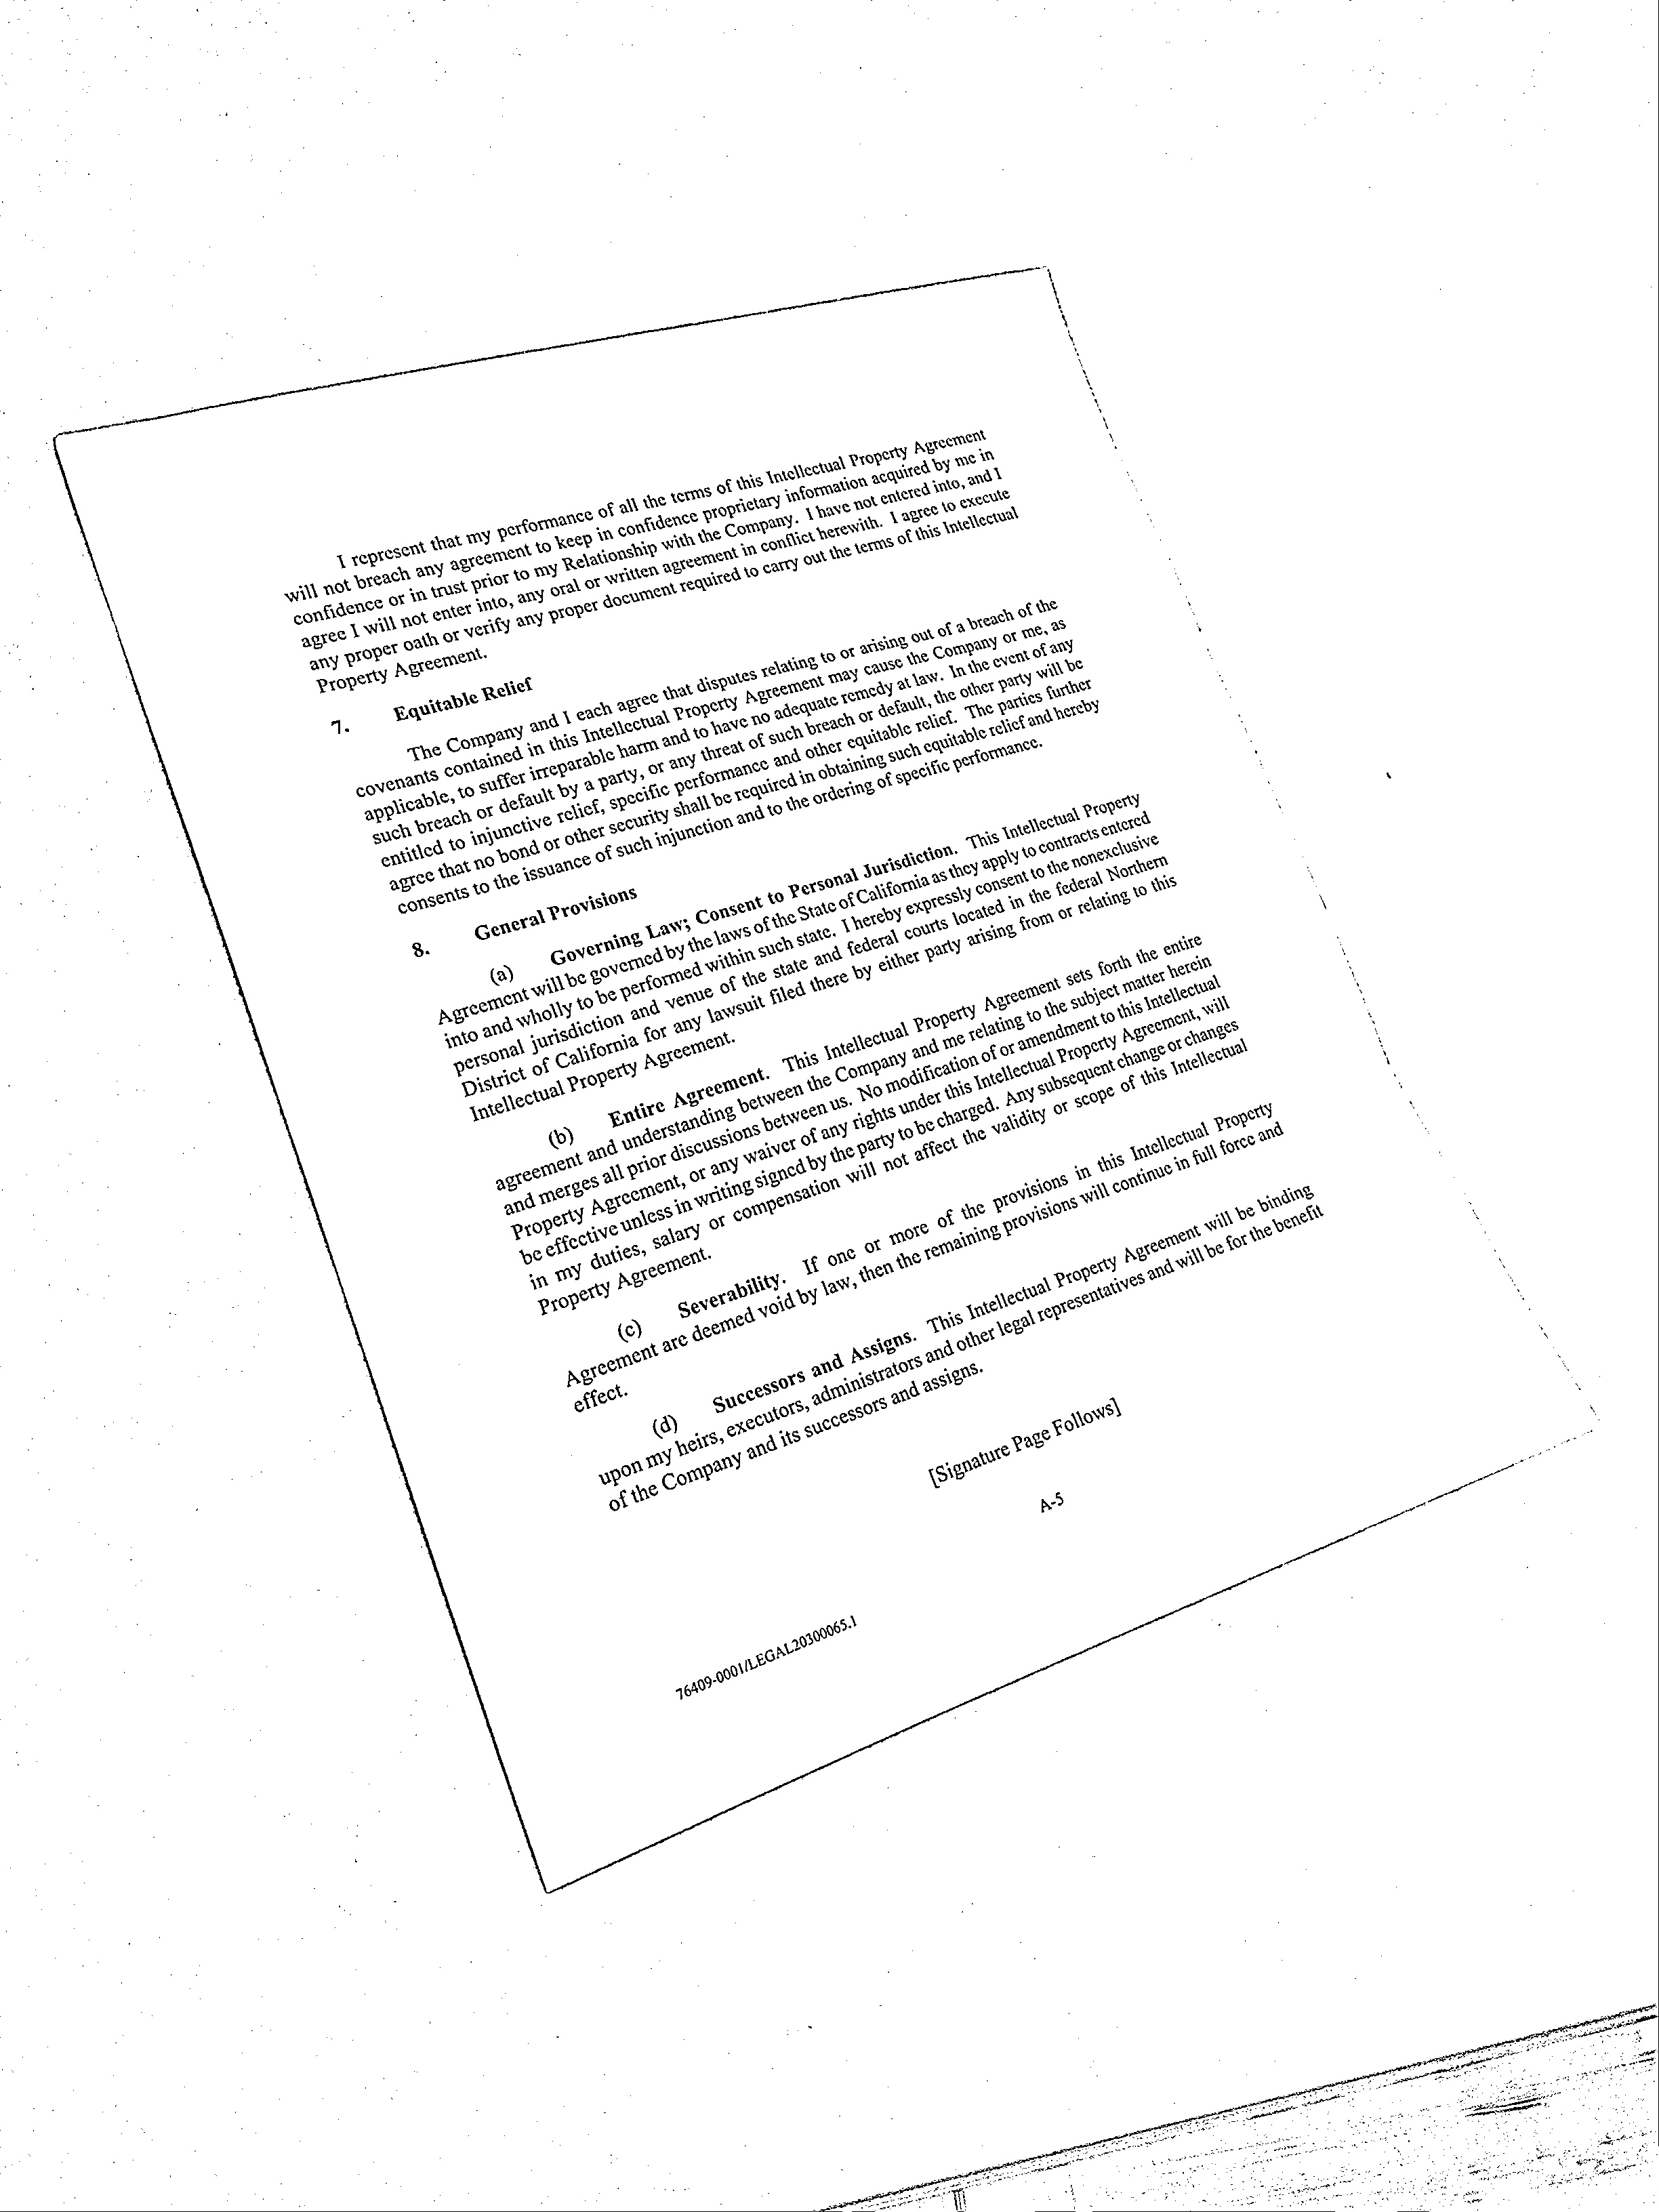 I represent that my performance of all the terms of this Intellectual Property Agreement
will not breach any agreement to keep in confidence proprietary information acquired by me in
confidence or in trust prior to my Relationship with the Company. I have not entered into, and I
agree I will not enter into, any oral or written agreement in conflict herewith. I agree to execute
any proper oath or verify any proper document required to carry out the terms of this Intellectual
Property Agreement.
7. Equitable Relief
The Company and I each agree that disputes relating to or arising out of a breach of the
covenants contained in this Intellectual Property Agreement may cause the Company or me, as
applicable, to suffer irreparable harm and to have no adequate remedy at law. In the event of any
such breach or default by a party, or any threat of such breach or default, the other party will be
entitled to injunctive relief, specific performance and other equitable relief. The parties further
agree that no bond or other security shall be required in obtaining such equitable relief and hereby
consents to the issuance of such injunction and to the ordering of specific performance.
8. General Provisions
(a) Governing Law; Consent to Personal Jurisdiction. This Intellectual Property
Agreement will be governed by the laws of the State of California as they apply to contracts entered
into and wholly to be performed within such state. I hereby expressly consent to the nonexclusive
personal jurisdiction and venue of the state and federal courts located in the federal Northern
District of California for any lawsuit filed there by either party arising from or relating to this
Intellectual Property Agreement.
(b) Entire Agreement. This Intellectual Property Agreement sets forth the entire
agreement and understanding between the Company and me relating to the subject matter herein
and merges all prior discussions between us. No modification of or amendment to this Intellectual
Property Agreement, or any waiver of any rights under this Intellectual Property Agreement, will
be effective unless in writing signed by the party to be charged. Any subsequent change or changes
in my duties, salary or compensation will not affect the validity or scope of this Intellectual
Property Agreement.
(c) Severability. If one or more of the provisions in this Intellectual Property
Agreement are deemed void by law, then the remaining provisions will continue in full force and
effect.
(d) Successors and Assigns. This Intellectual Property Agreement will be binding
upon my heirs, executors, administrators and other legal representatives and will be for the benefit
of the Company and its successors and assigns.
[Signature Page Follows]
A-5
76409-0001/LEGAL20300065.1